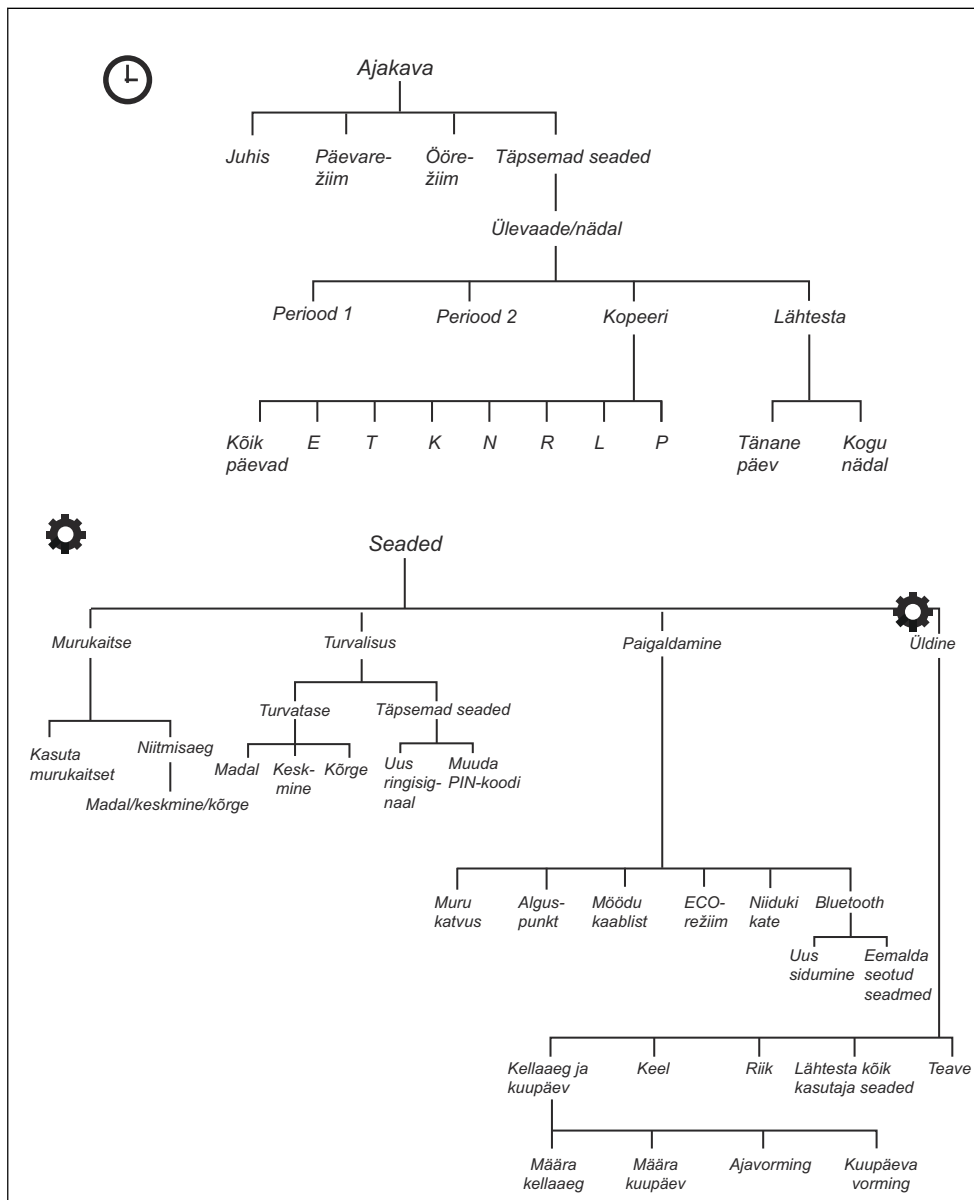 Ajakava
Juhis
Päevare-
žiim
Öore-
žiim
Täpsemad seaded
Ülevaade/nädal
Periood 1
Periood 2
Kopeeri
Lähtesta
Kõik
päevad
E
T
K
N
R
L
P
Tänane
päev
Kogu
nädal
Seaded
Murukaitse
Turvalisus
Paigaldamine
Üldine
Kasuta
murukaitset
Niitmisaeg
Madal/keskmine/kõrge
Turvatase
Täpsemad seaded
Madal
Kesk-
mine
Kõrge
Uus
ringisig-
naal
Muuda
PIN-koodi
Muru
katvus
Algus-
punkt
Möödu
kaablist
ECO-
režiim
Niiduki
kate
Bluetooth
Uus
sidumine
Eemalda
seotud
seadmed
Kellaaeg ja
kuupäev
Keel
Riik
Lähtesta kõik
kasutaja seaded
Teave
Määra
kellaaeg
Määra
kuupäev
Ajavorming
Kuupäeva
vorming